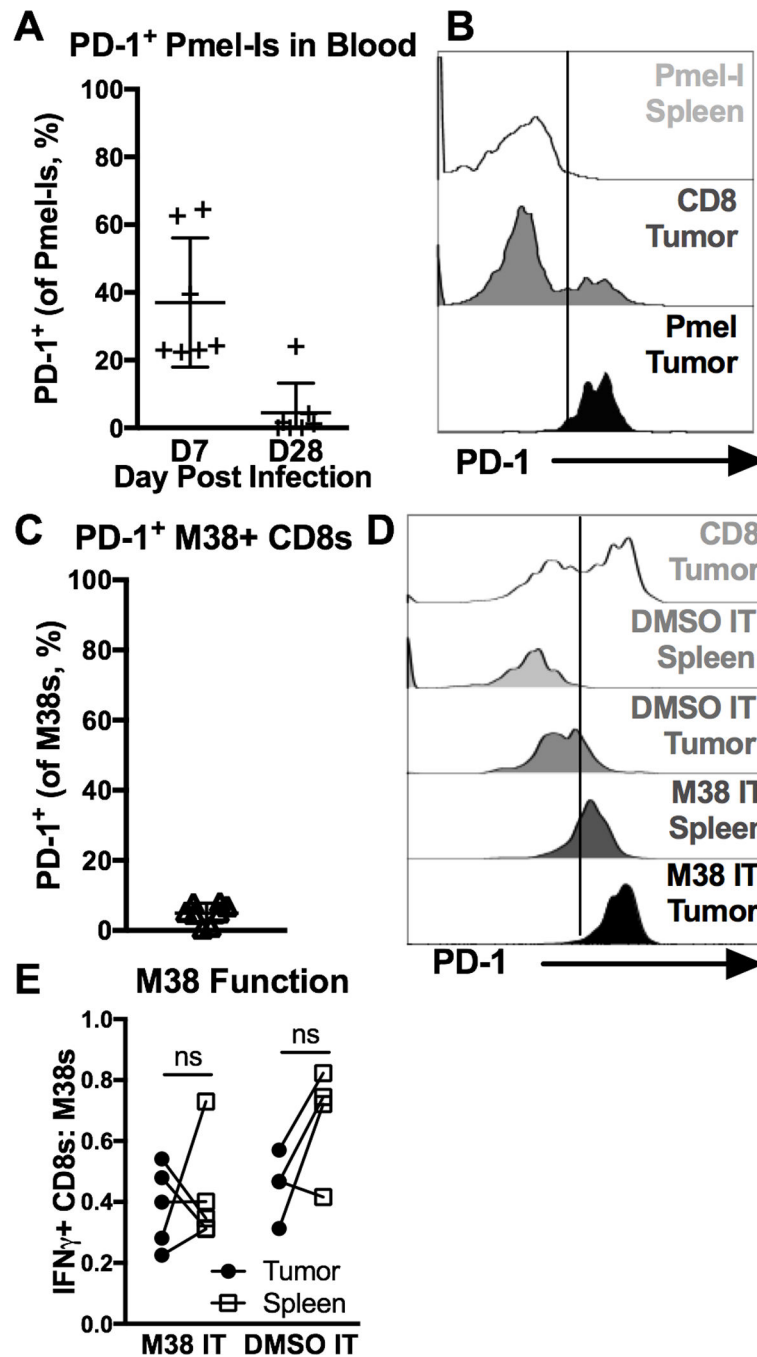 A PD-1+ Pmel-Is in Blood
PD-1+ (of Pmel-Is, %)
100
80
60
40
20
0
D7 D28
Day Post Infection
B
Pmel-I
Spleen
CD8
Tumor
Pmel
Tumor
PD-1
C PD-1+ M38+ CD8s
PD-1+ (of M38s, %)
100
80
60
40
20
0
D
CD8
Tumor
DMSO IT
Spleen
DMSO IT
Tumor
M38 IT
Spleen
M38 IT
Tumor
PD-1
E M38 Function
IFNγ+ CD8s: M38s
1.0
0.8
0.6
0.4
0.2
0.0
ns ns
Tumor
Spleen
M38 IT DMSO IT